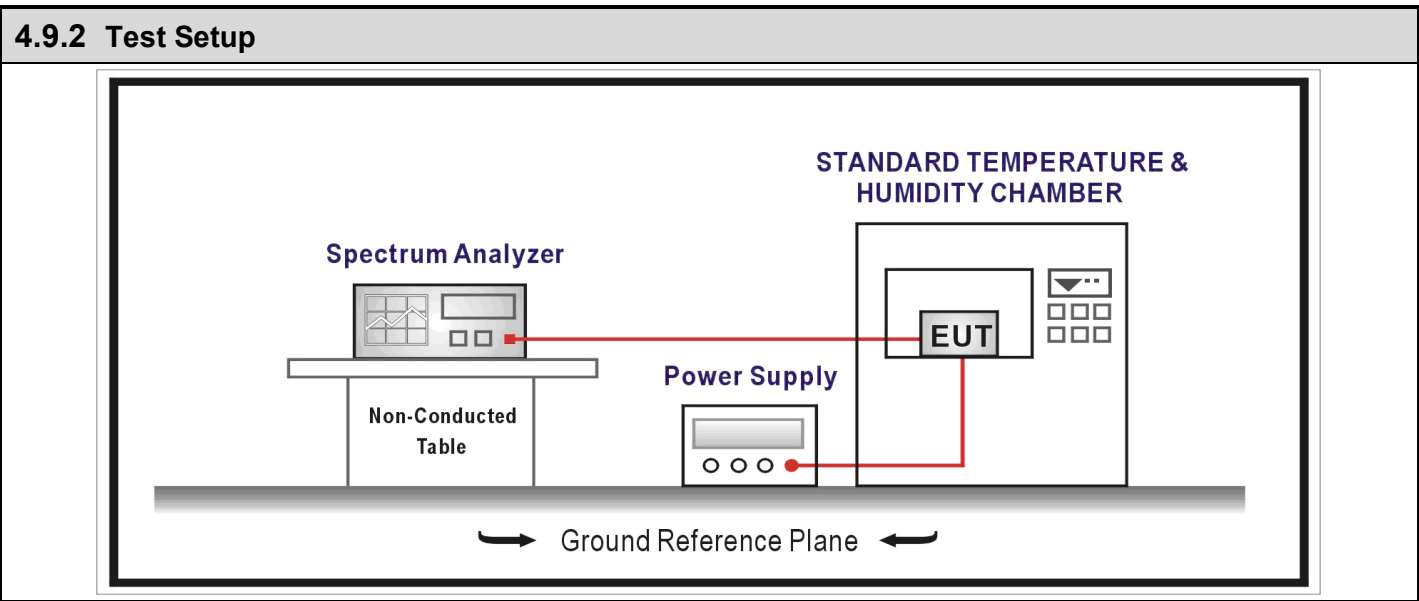 4.9.2 Test Setup
STANDARD TEMPERATURE &
HUMIDITY CHAMBER
Spectrum Analyzer
EUT
Power Supply
Non-Conducted
Table
Ground Reference Plane